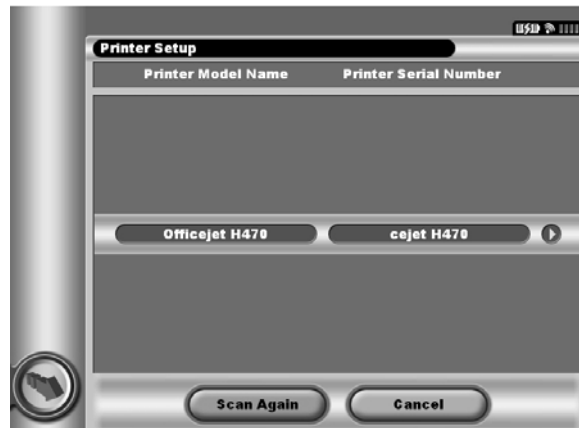 Printer Setup
Printer Model Name Printer Serial Number
Officejet H470 cejet H470
Scan Again Cancel